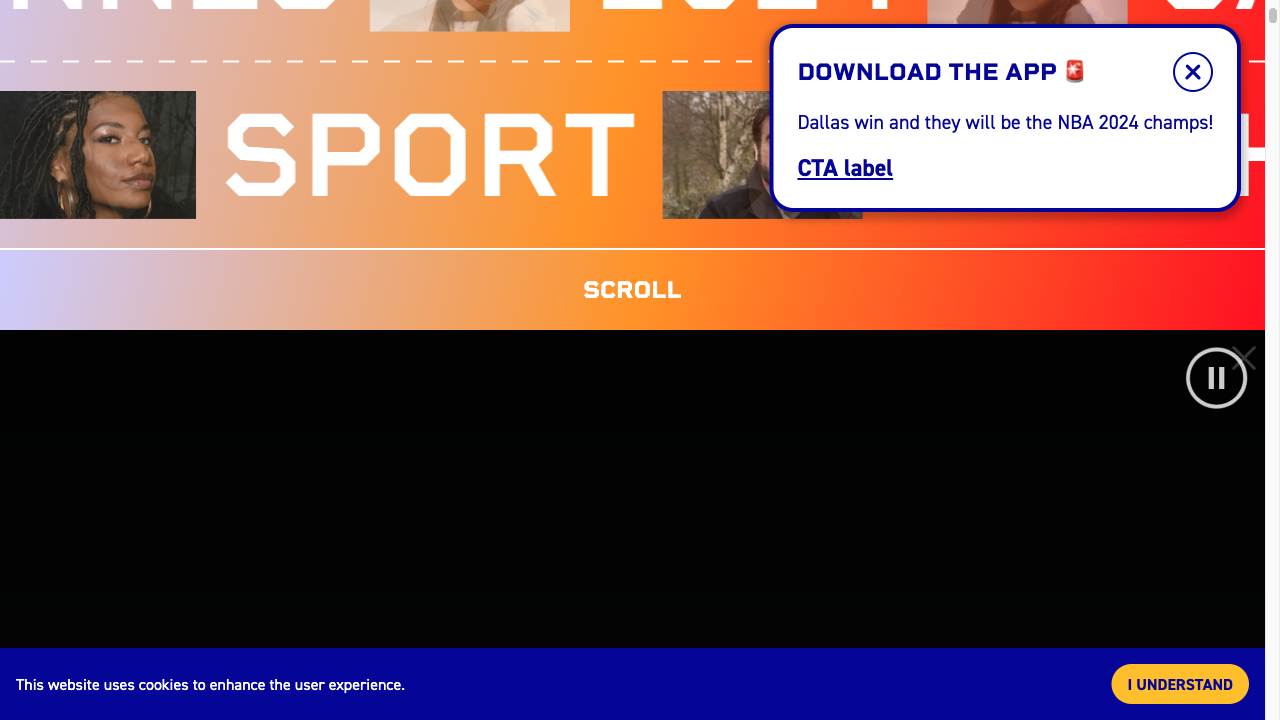 DOWNLOAD THE APP 🚨
Dallas win and they will be the NBA 2024 champs!
CTA label
SPORT
SCROLL
This website uses cookies to enhance the user experience.
I UNDERSTAND